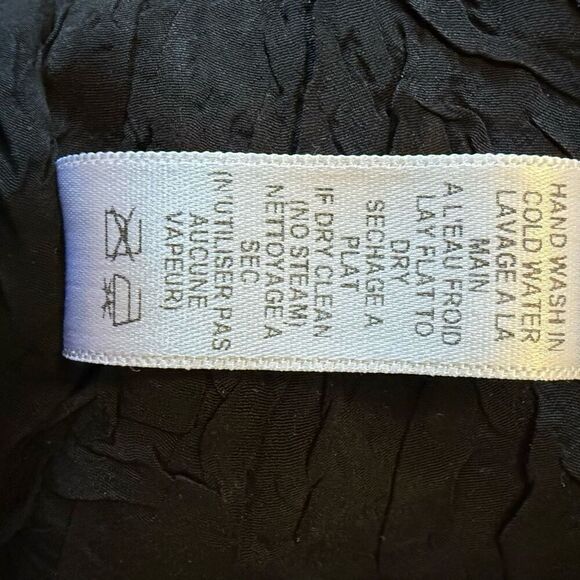 HAND WASH IN
COLD WATER
LAVAGE A LA
MAIN
A L'EAU FROID
LAY FLAT TO
DRY
SECHAGE A
PLAT
IF DRY CLEAN
(NO STEAM)
NETTOYAGE A
SEC
(N'UTILISER PAS
AUCUNE
VAPEUR)